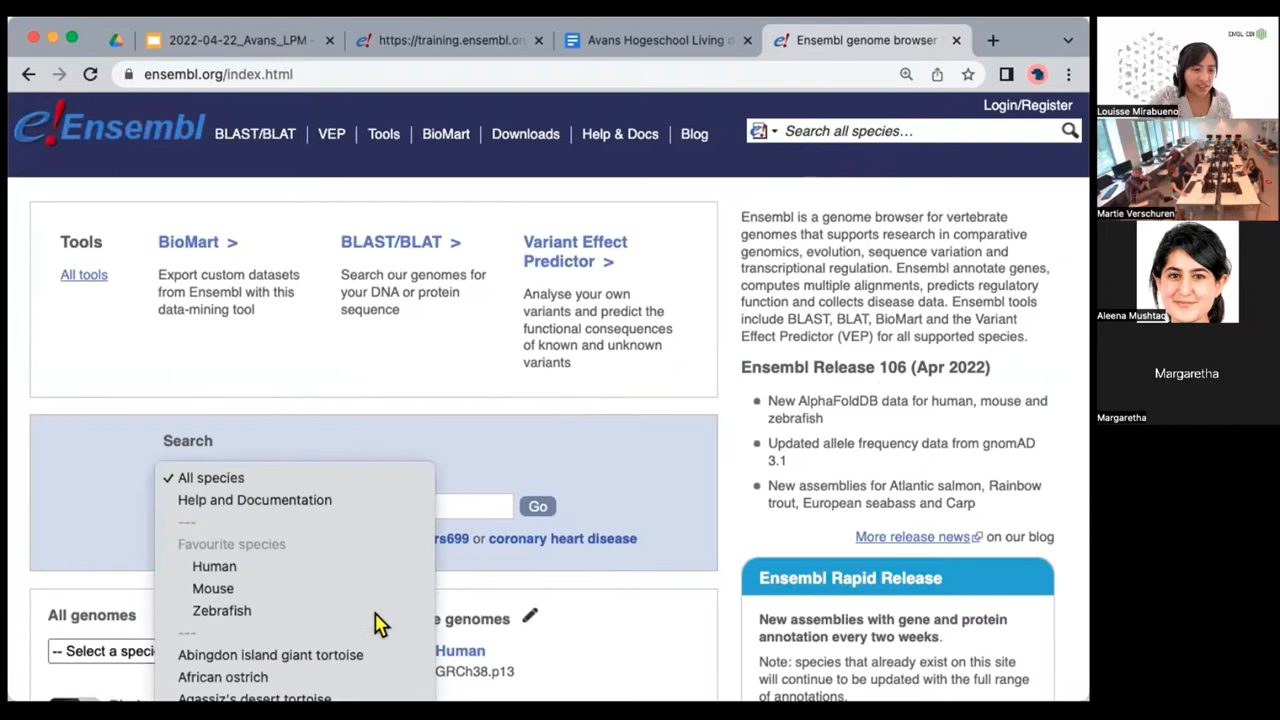 2022-04-22_Avans_LPM -
https://training.ensembl.or
Avans Hogeschool Living d
Ensembl genome browser
ensembl.org/index.html
Login/Register
e!Ensembl
BLAST/BLAT
VEP
Tools
BioMart
Downloads
Help & Docs
Blog
Search all species…
Tools
All tools
BioMart >
Export custom datasets
from Ensembl with this
data-mining tool
BLAST/BLAT >
Search our genomes for
your DNA or protein
sequence
Variant Effect
Predictor >
Analyse your own
variants and predict the
functional consequences
of known and unknown
variants
Search
✓ All species
Help and Documentation
---
Favourite species
Human
Mouse
Zebrafish
---
Abingdon island giant tortoise
African ostrich
Agassiz's desert tortoise
Go
rs699 or coronary heart disease
All genomes
-- Select a speci
e genomes
Human
GRCh38.p13
Ensembl is a genome browser for vertebrate
genomes that supports research in comparative
genomics, evolution, sequence variation and
transcriptional regulation. Ensembl annotate genes,
computes multiple alignments, predicts regulatory
function and collects disease data. Ensembl tools
include BLAST, BLAT, BioMart and the Variant
Effect Predictor (VEP) for all supported species.
Ensembl Release 106 (Apr 2022)
New AlphaFoldDB data for human, mouse and
zebrafish
Updated allele frequency data from gnomAD
3.1
New assemblies for Atlantic salmon, Rainbow
trout, European seabass and Carp
More release news on our blog
Ensembl Rapid Release
New assemblies with gene and protein
annotation every two weeks.
Note: species that already exist on this site
will continue to be updated with the full range
of annotations.
EMBL-EBI
Louisse Mirabueno
Martie Verschuren
Aleena Mushtaq
Margaretha
Margaretha